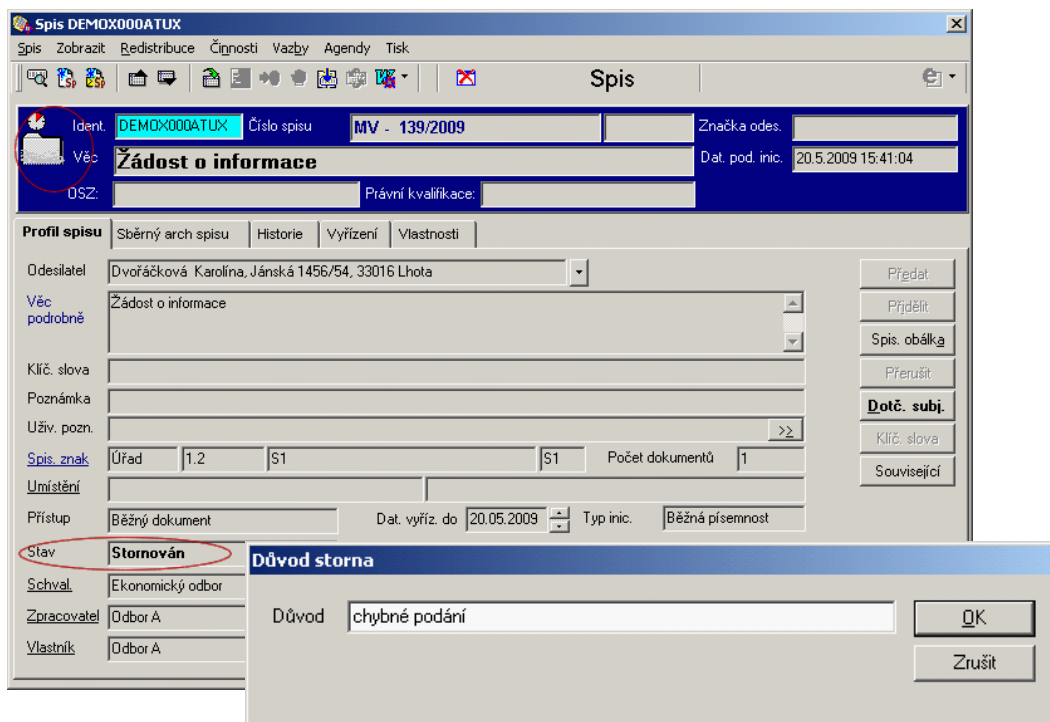 Spis DEMOX000ATUX
Spis Zobrazit Redistribuce Činnosti Vazby Agendy Tisk
Spis
Ident. DEMOX000ATUX Číslo spisu MV - 139/2009 Značka odes.
Věc Žádost o informace Dat. pod. inic. 20.5.2009 15:41:04
OSZ: Právní kvalifikace:
Profil spisu Sběrný arch spisu Historie Vyřízení Vlastnosti
Odesilatel Dvořáčková Karolína, Jánská 1456/54, 33016 Lhota Předat
Věc podrobně Žádost o informace Přidělit
Spis. obálka
Klíč. slova Přerušit
Poznámka Dotč. subj.
Uživ. pozn. >> Klíč. slova
Spis. znak Úřad 1.2 S1 S1 Počet dokumentů 1 Související
Umístění
Přístup Běžný dokument Dat. vyříz. do 20.05.2009 Typ inic. Běžná písemnost
Stav Stornován
Schval. Ekonomický odbor
Zpracovatel Odbor A
Vlastník Odbor A
Důvod storna
Důvod chybné podání OK
Zrušit